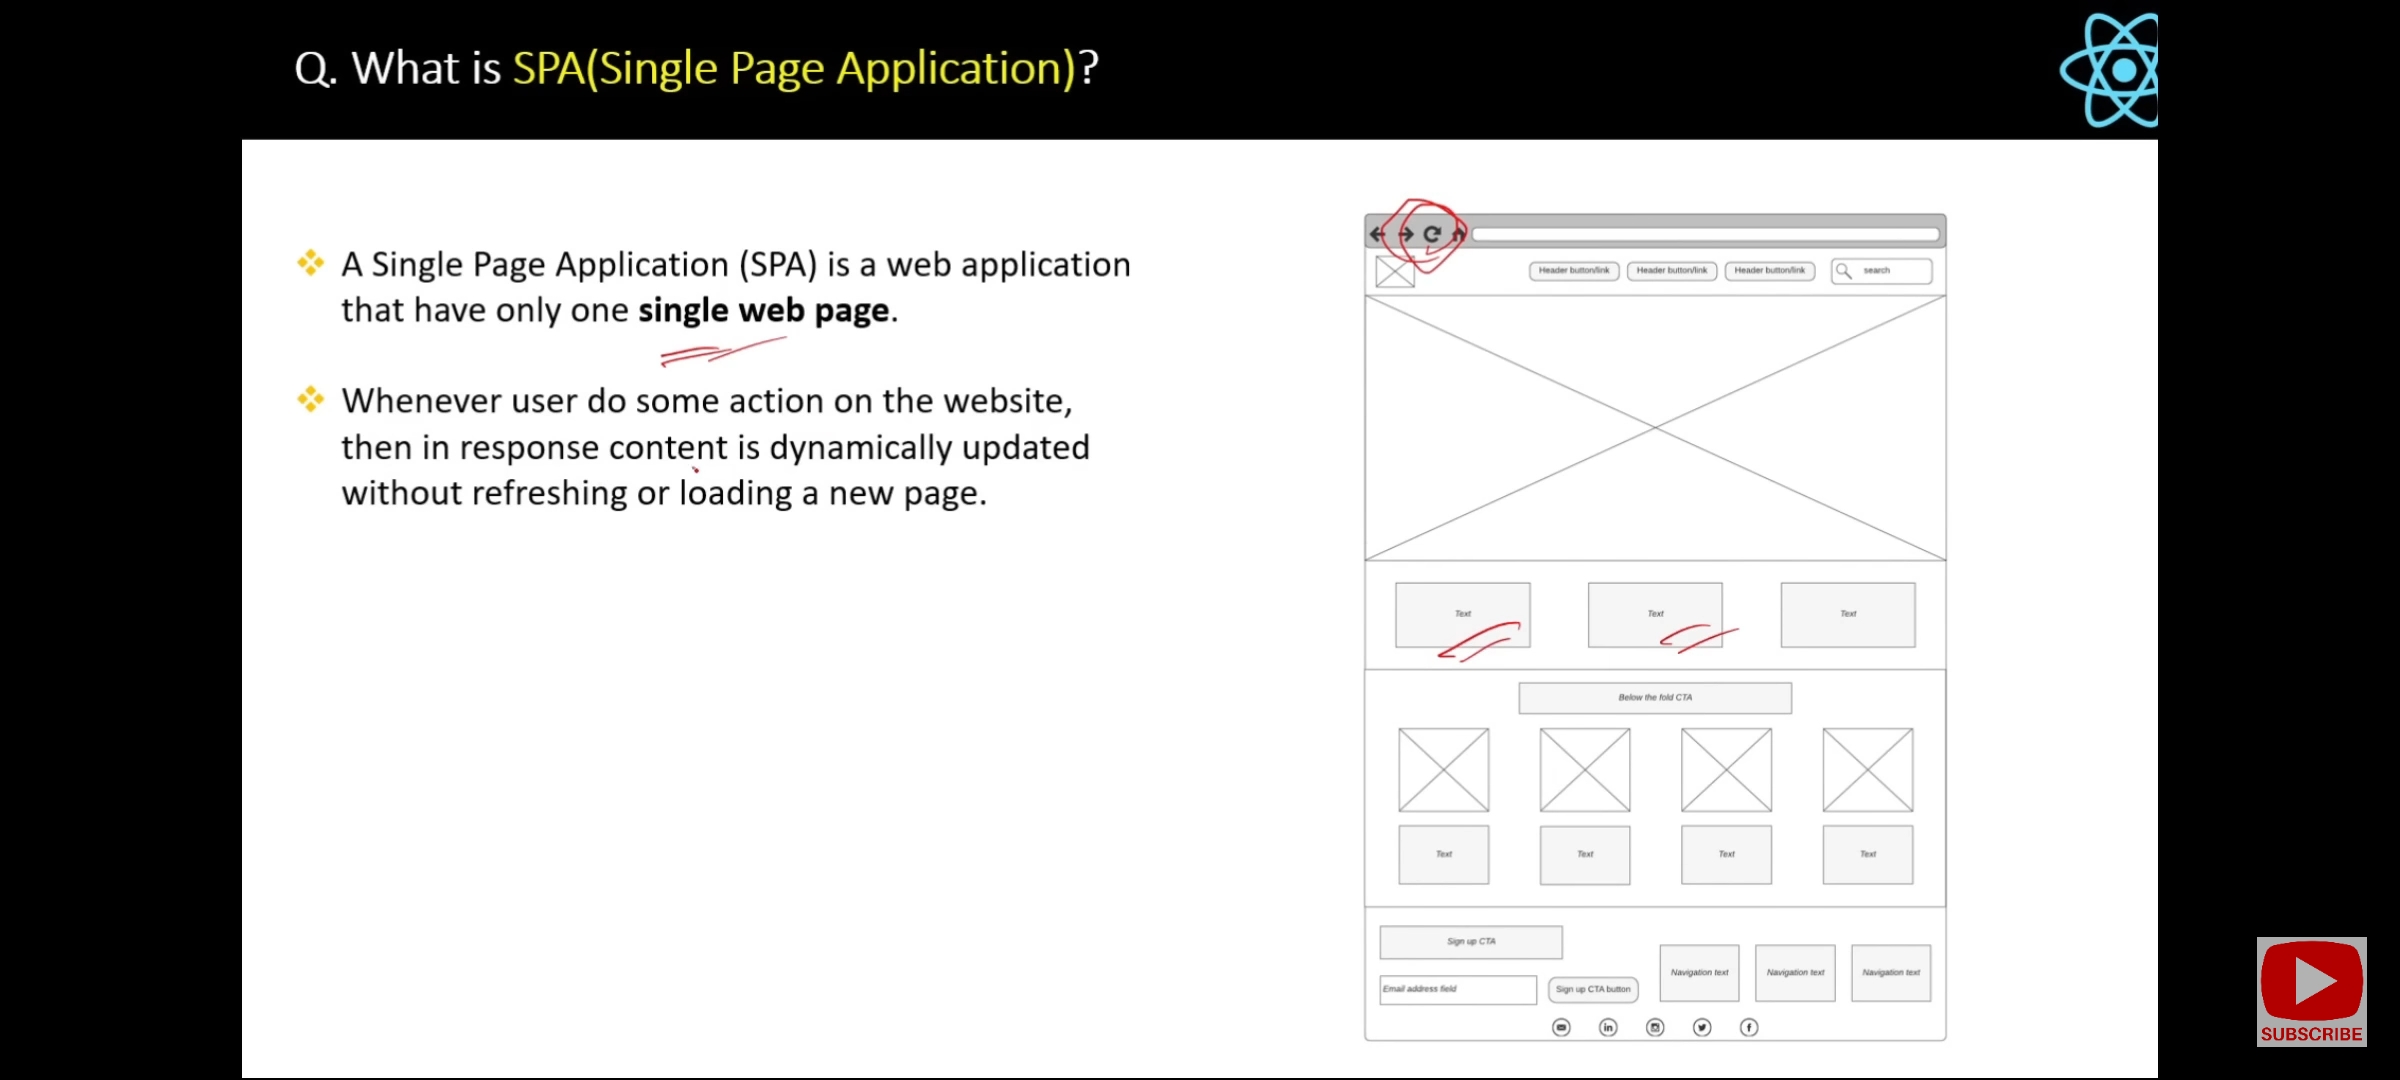 Q. What is SPA(Single Page Application)?
A Single Page Application (SPA) is a web application
that have only one single web page.
Whenever user do some action on the website,
then in response content is dynamically updated
without refreshing or loading a new page.
Header button/link Header button/link Header button/link search
Text Text Text
Below the fold CTA
Text Text Text Text
Sign up CTA
Navigation text Navigation text Navigation text
Email address field Sign up CTA button
SUBSCRIBE